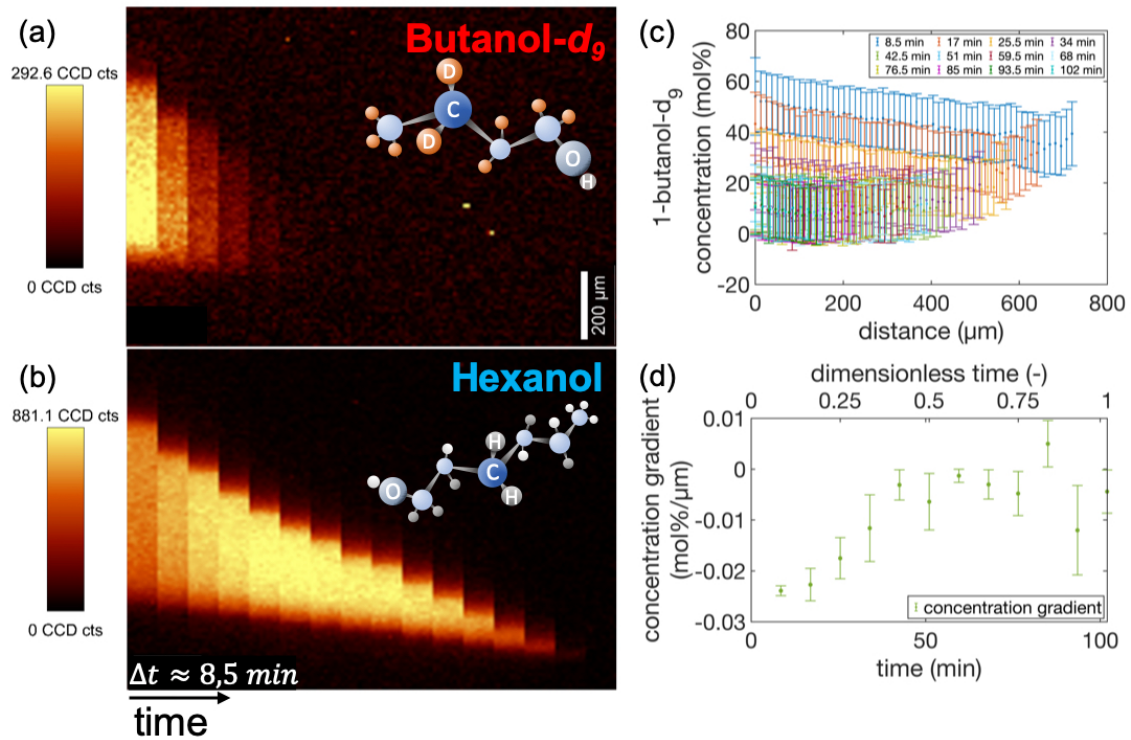 (a)
Butanol-d9
292.6 CCD cts
0 CCD cts
D
C
D
O
H
200 μm
(b)
Hexanol
881.1 CCD cts
0 CCD cts
H
C
O
H
Δt ≈ 8,5 min
time
(c)
80
60
40
20
0
-20
1-butanol-d9
concentration (mol%)
8.5 min 17 min 25.5 min 34 min
42.5 min 51 min 59.5 min 68 min
76.5 min 85 min 93.5 min 102 min
0 200 400 600 800
distance (μm)
(d)
dimensionless time (-)
0 0.25 0.5 0.75 1
0.01
0
-0.01
-0.02
-0.03
concentration gradient
(mol%/μm)
concentration gradient
0 50 100
time (min)